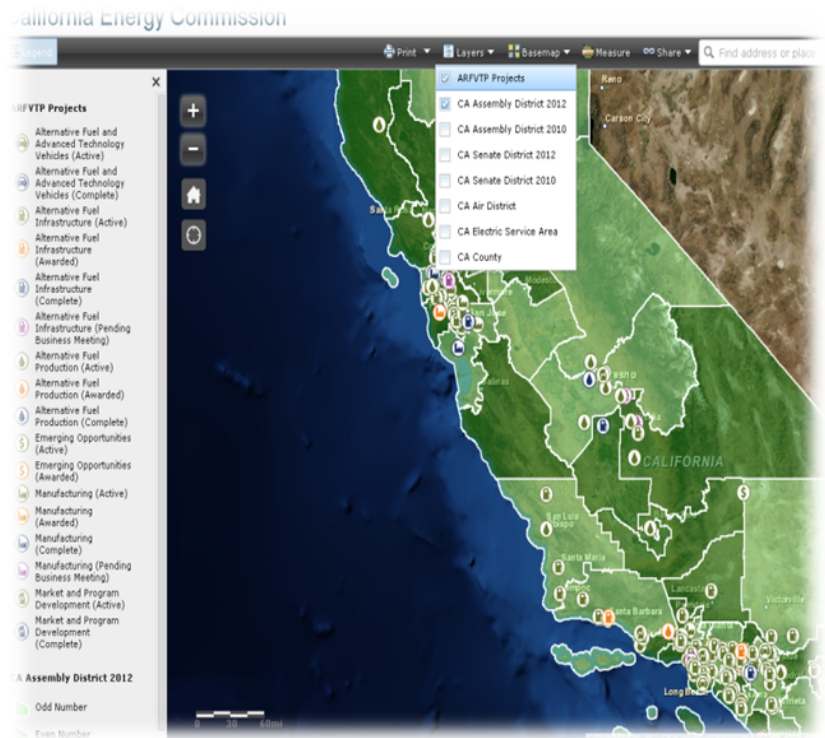 California Energy Commission
Legend
Print
Layers
Basemap
Measure
Share
Find address or place
ARFVTP Projects
CA Assembly District 2012
CA Assembly District 2010
CA Senate District 2012
CA Senate District 2010
CA Air District
CA Electric Service Area
CA County
x
ARFVTP Projects
Alternative Fuel and
Advanced Technology
Vehicles (Active)
Alternative Fuel and
Advanced Technology
Vehicles (Complete)
Alternative Fuel
Infrastructure (Active)
Alternative Fuel
Infrastructure
(Awarded)
Alternative Fuel
Infrastructure
(Complete)
Alternative Fuel
Infrastructure (Pending
Business Meeting)
Alternative Fuel
Production (Active)
Alternative Fuel
Production (Awarded)
Alternative Fuel
Production (Complete)
Emerging Opportunities
(Active)
Emerging Opportunities
(Awarded)
Manufacturing (Active)
Manufacturing
(Awarded)
Manufacturing
(Complete)
Manufacturing (Pending
Business Meeting)
Market and Program
Development (Active)
Market and Program
Development
(Complete)
CA Assembly District 2012
Odd Number
Even Number
Reno
Carson City
Modesto
San Jose
Salinas
Fresno
CALIFORNIA
San Luis
Obispo
Santa Maria
Lompoc
Santa Barbara
Lancaster
Victorville
Long Beach
0 30 60mi